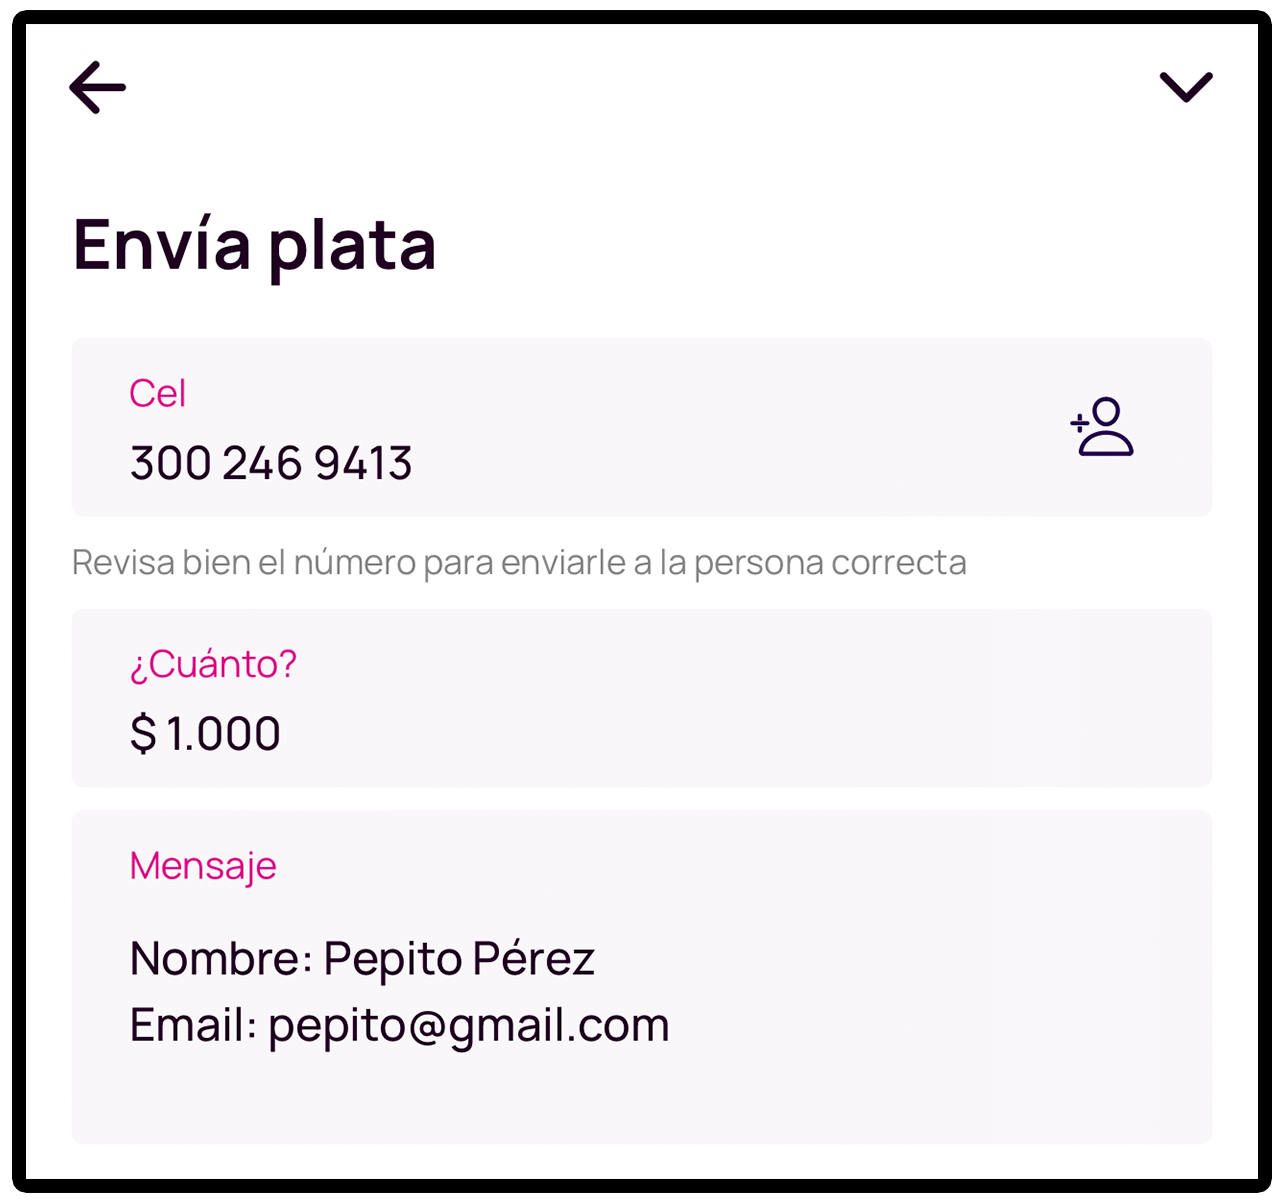 Envía plata
Cel
300 246 9413
Revisa bien el número para enviarle a la persona correcta
¿Cuánto?
$ 1.000
Mensaje
Nombre: Pepito Pérez
Email: pepito@gmail.com